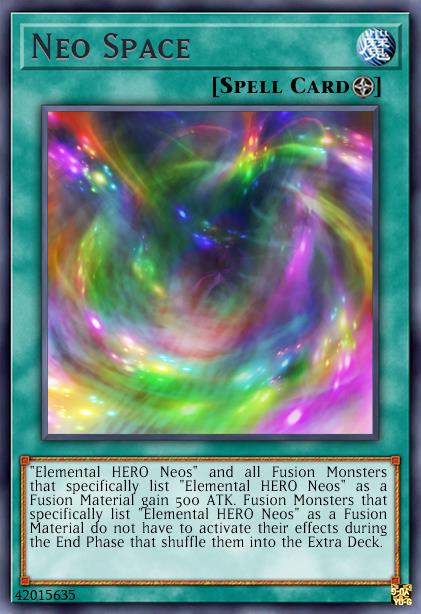 Neo Space
魔
[Spell Card]
"Elemental HERO Neos" and all Fusion Monsters
that specifically list "Elemental HERO Neos" as a
Fusion Material gain 500 ATK. Fusion Monsters that
specifically list "Elemental HERO Neos" as a Fusion
Material do not have to activate their effects during
the End Phase that shuffle them into the Extra Deck.
42015635